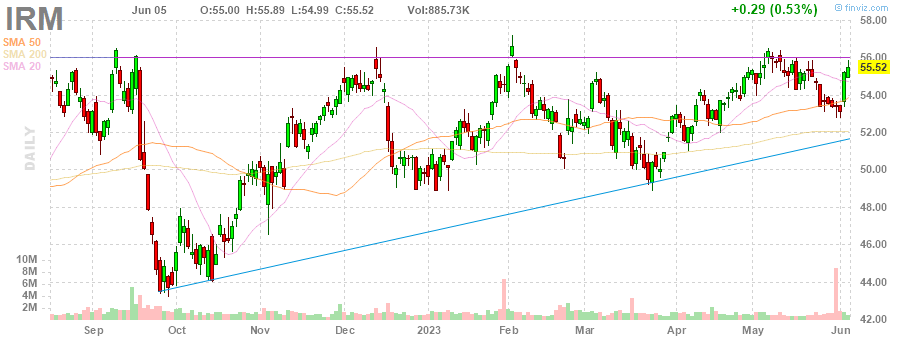 IRM
Jun 05 O:55.00 H:55.89 L:54.99 C:55.52 Vol:885.73K +0.29 (0.53%)
© finviz.com
SMA 50
SMA 200
SMA 20
DAILY
58.00
56.00
55.52
54.00
52.00
50.00
48.00
46.00
44.00
42.00
10M
8M
6M
4M
2M
Sep Oct Nov Dec 2023 Feb Mar Apr May Jun